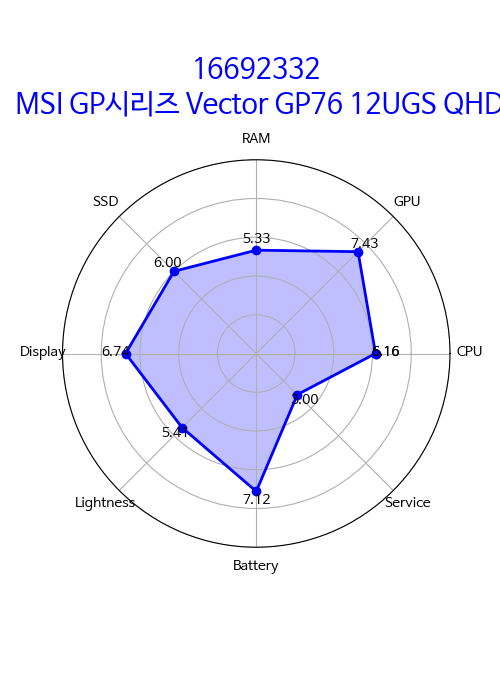 16692332
MSI GP시리즈 Vector GP76 12UGS QHD
RAM
SSD
GPU
5.33
7.43
6.00
Display
6.74
6.16
CPU
5.41
3.00
Lightness
7.12
Service
Battery